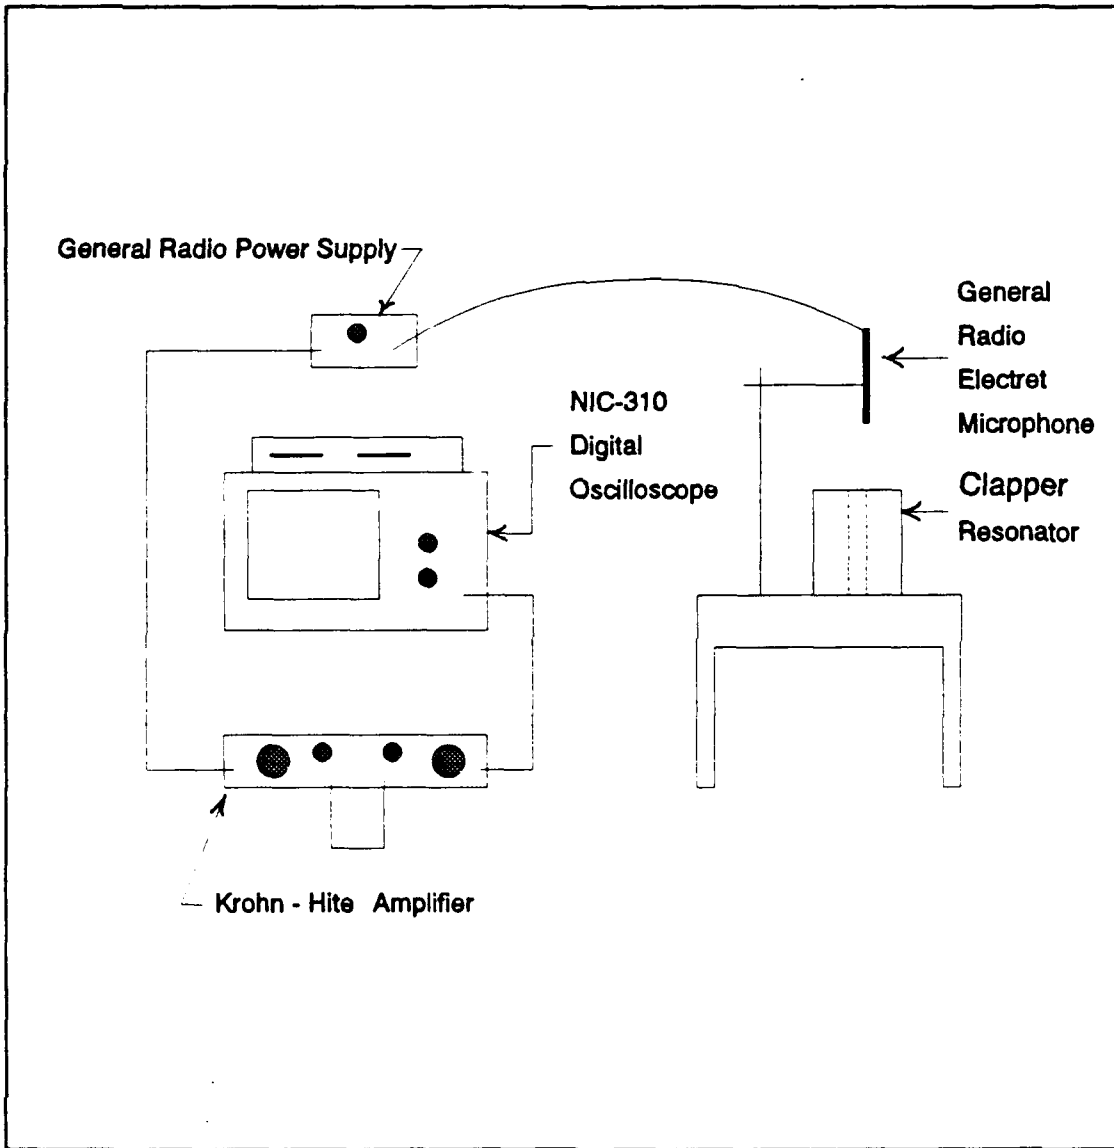 General Radio Power Supply
General
Radio
Electret
Microphone
NIC-310
Digital
Oscilloscope
Clapper
Resonator
Krohn - Hite Amplifier